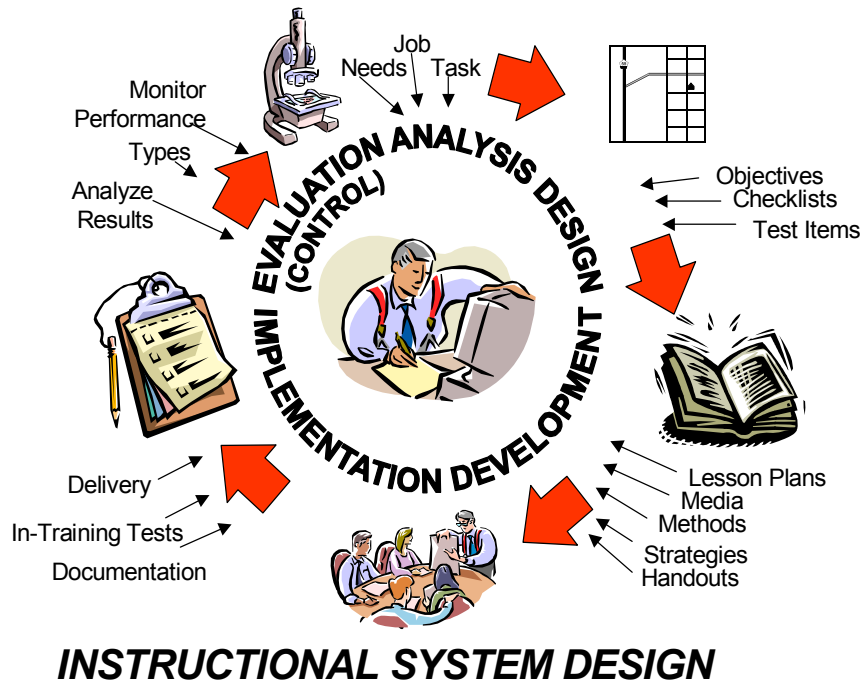 Job
Needs Task
Monitor
Performance
Types
Analyze
Results
EVALUATION ANALYSIS DESIGN
(CONTROL)
Objectives
Checklists
Test Items
IMPLEMENTATION DEVELOPMENT
Lesson Plans
Media
Methods
Strategies
Handouts
Delivery
In-Training Tests
Documentation
INSTRUCTIONAL SYSTEM DESIGN